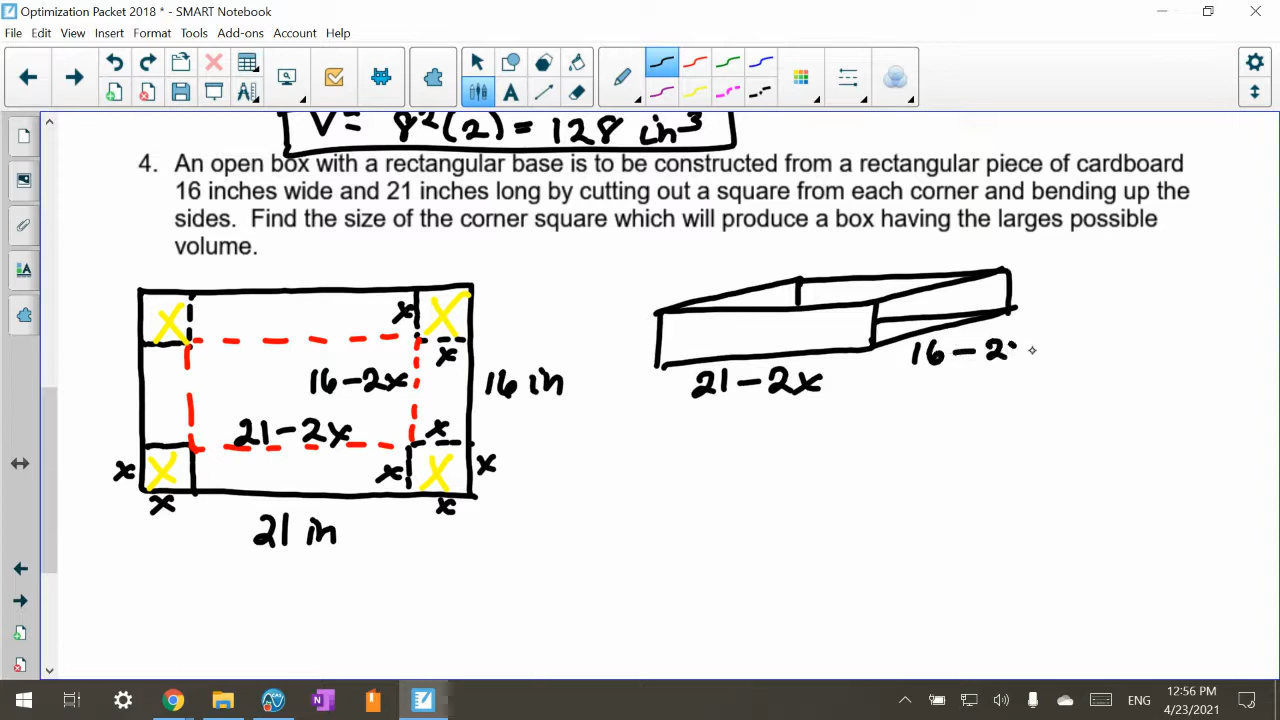 Optimization Packet 2018 * - SMART Notebook
File Edit View Insert Format Tools Add-ons Account Help
V = 8²(2) = 128 in³
4. An open box with a rectangular base is to be constructed from a rectangular piece of cardboard
16 inches wide and 21 inches long by cutting out a square from each corner and bending up the
sides. Find the size of the corner square which will produce a box having the larges possible
volume.
X x X
x
16-2x 16 in
21-2x x
x X x X x
x x
21 in
21-2x 16-2
ENG
12:56 PM
4/23/2021